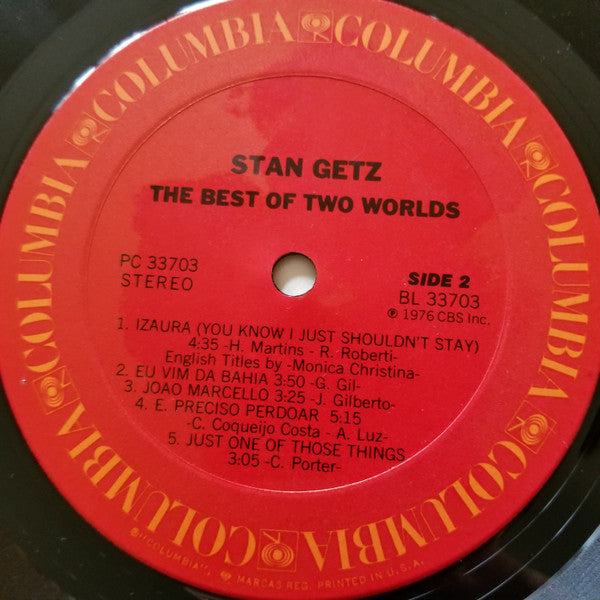 COLUMBIA COLUMBIA COLUMBIA COLUMBIA COLUMBIA COLUMBIA COLUMBIA COLUMBIA
STAN GETZ
THE BEST OF TWO WORLDS
PC 33703
STEREO
SIDE 2
BL 33703
℗ 1976 CBS Inc.
1. IZAURA (YOU KNOW I JUST SHOULDN'T STAY)
4:35 -H. Martins - R. Roberti-
English Titles by -Monica Christina-
2. EU VIM DA BAHIA 3:50 -G. Gil-
3. JOAO MARCELLO 3:25 -J. Gilberto-
4. E. PRECISO PERDOAR 5:15
-C. Coqueijo Costa - A. Luz-
5. JUST ONE OF THOSE THINGS
3:05 -C. Porter-
"COLUMBIA", MARCAS REG. PRINTED IN U.S.A.